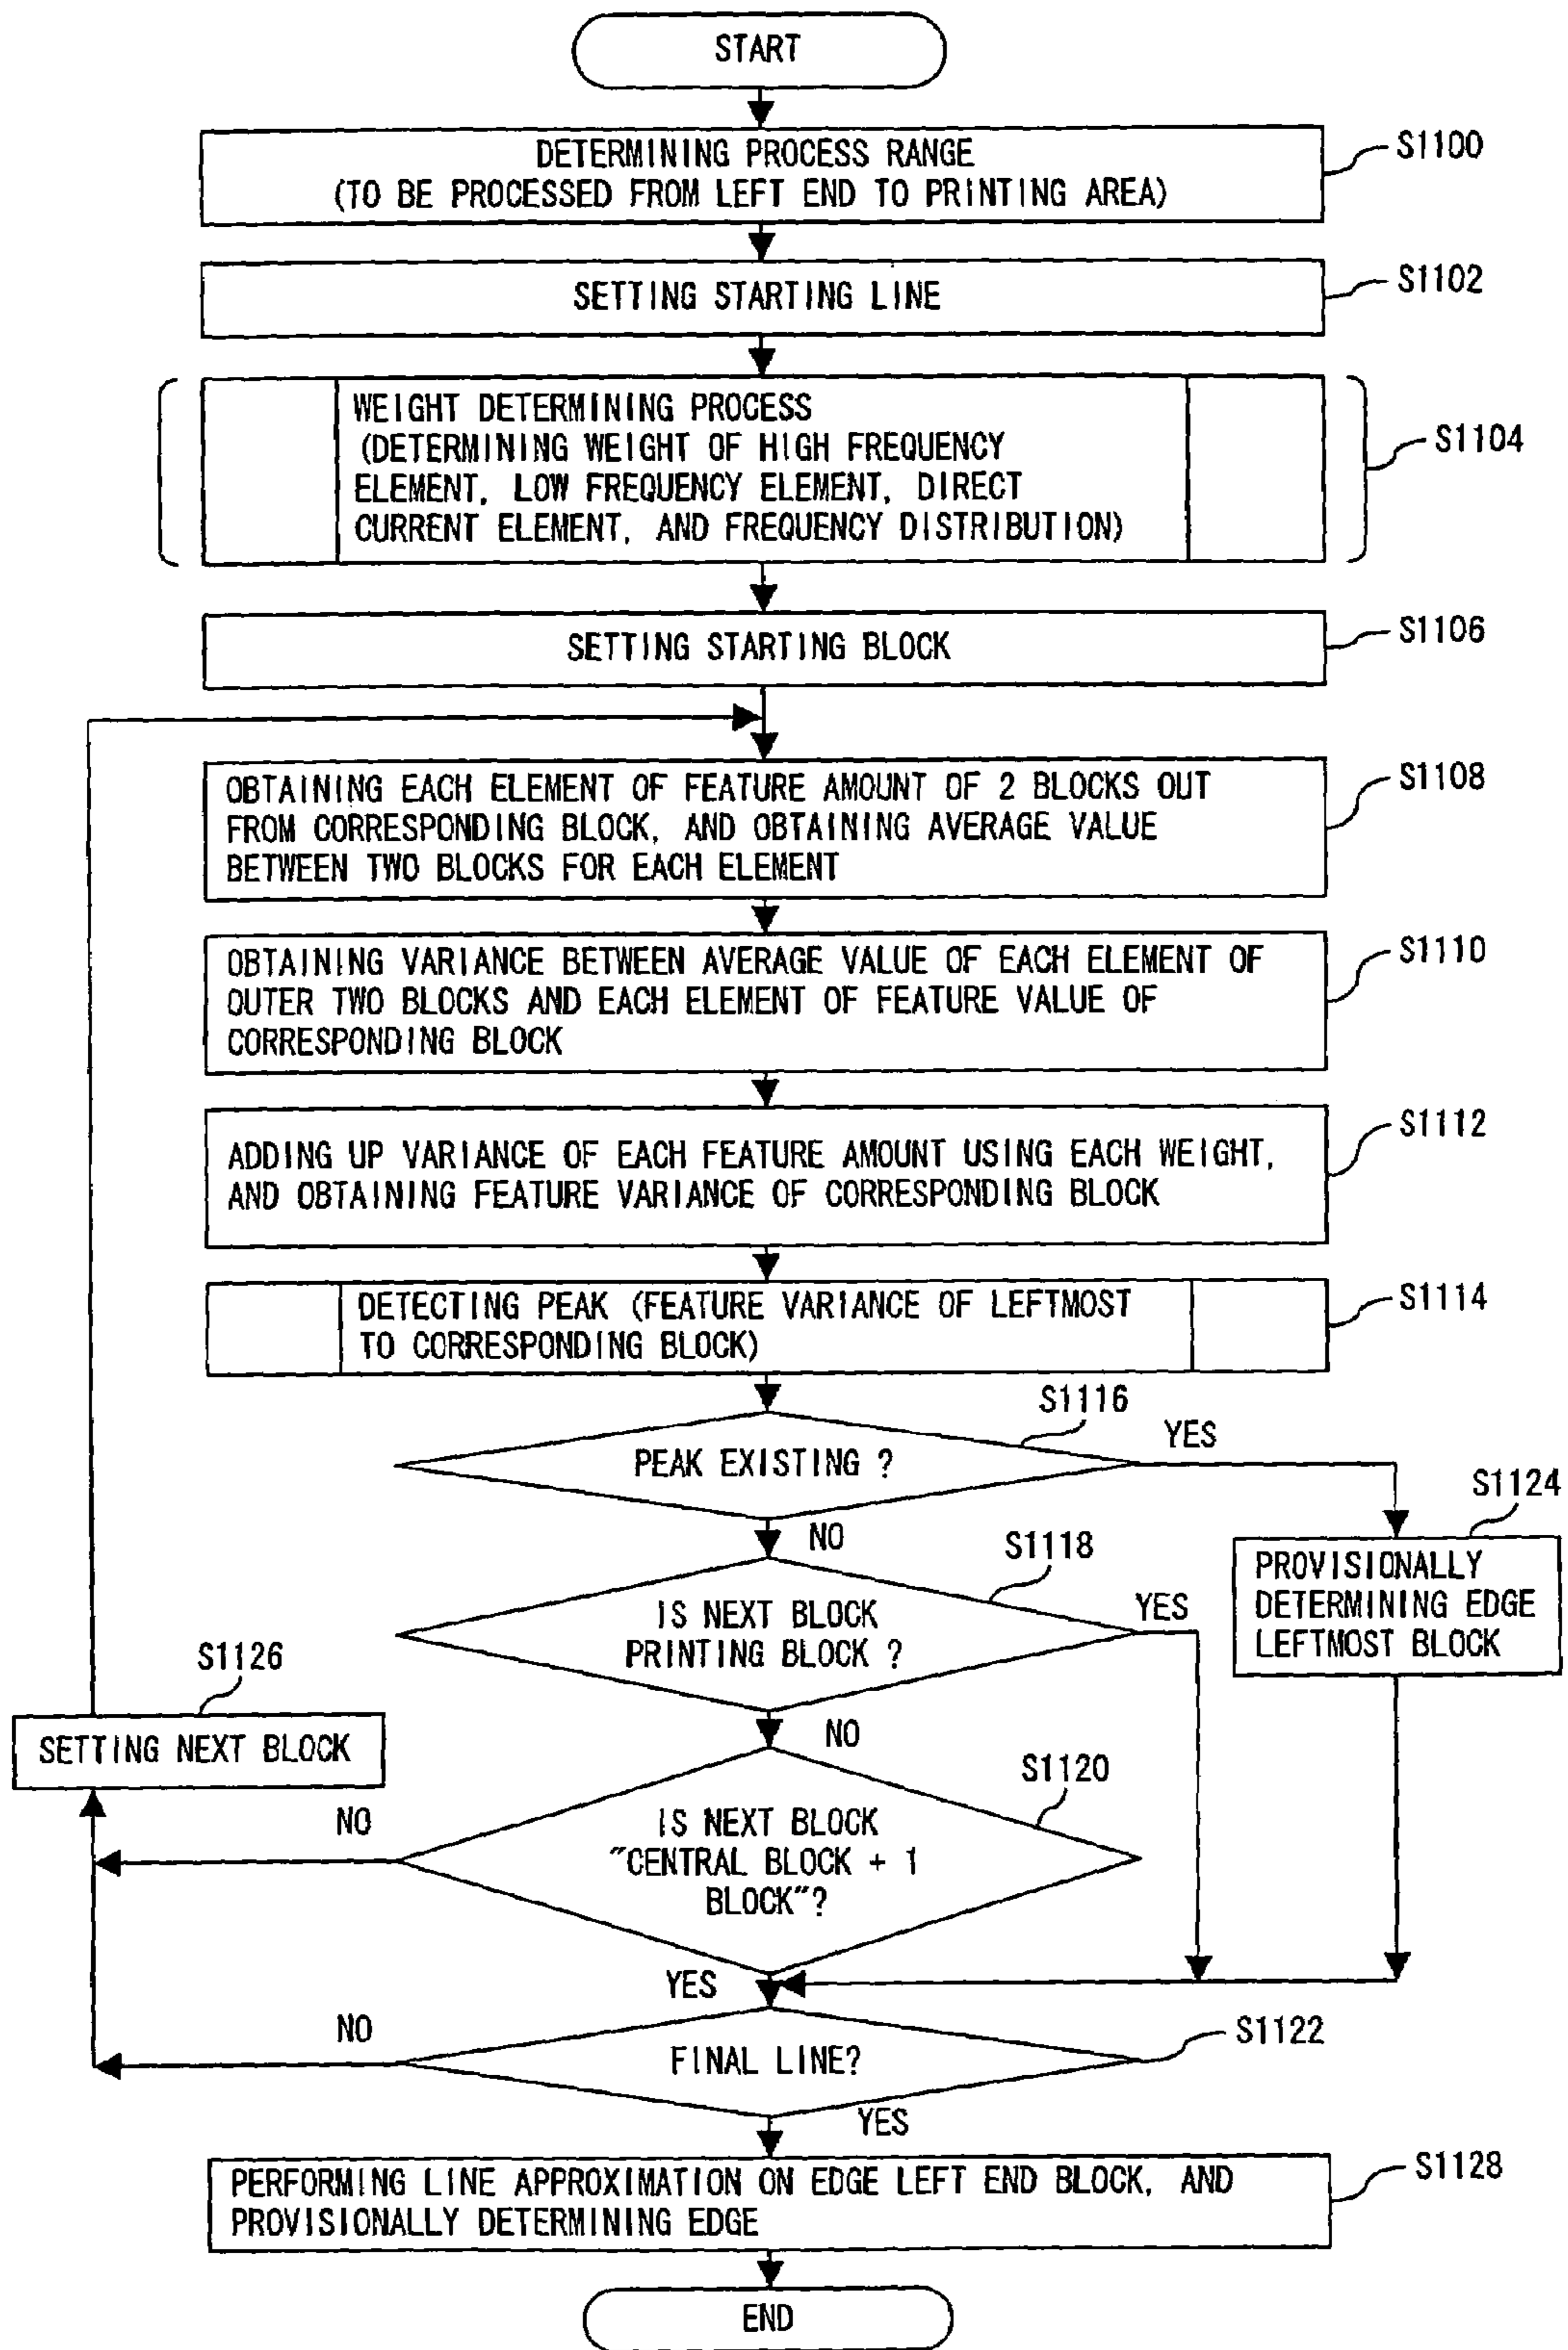 START
DETERMINING PROCESS RANGE
(TO BE PROCESSED FROM LEFT END TO PRINTING AREA)
S1100
SETTING STARTING LINE
S1102
WEIGHT DETERMINING PROCESS
(DETERMINING WEIGHT OF HIGH FREQUENCY
ELEMENT, LOW FREQUENCY ELEMENT, DIRECT
CURRENT ELEMENT, AND FREQUENCY DISTRIBUTION)
S1104
SETTING STARTING BLOCK
S1106
OBTAINING EACH ELEMENT OF FEATURE AMOUNT OF 2 BLOCKS OUT
FROM CORRESPONDING BLOCK, AND OBTAINING AVERAGE VALUE
BETWEEN TWO BLOCKS FOR EACH ELEMENT
S1108
OBTAINING VARIANCE BETWEEN AVERAGE VALUE OF EACH ELEMENT OF
OUTER TWO BLOCKS AND EACH ELEMENT OF FEATURE VALUE OF
CORRESPONDING BLOCK
S1110
ADDING UP VARIANCE OF EACH FEATURE AMOUNT USING EACH WEIGHT,
AND OBTAINING FEATURE VARIANCE OF CORRESPONDING BLOCK
S1112
DETECTING PEAK (FEATURE VARIANCE OF LEFTMOST
TO CORRESPONDING BLOCK)
S1114
S1116
PEAK EXISTING ?
YES
NO
S1124
PROVISIONALLY
DETERMINING EDGE
LEFTMOST BLOCK
S1118
IS NEXT BLOCK
PRINTING BLOCK ?
YES
NO
S1126
SETTING NEXT BLOCK
S1120
IS NEXT BLOCK
"CENTRAL BLOCK + 1
BLOCK"?
NO
YES
S1122
FINAL LINE?
NO
YES
PERFORMING LINE APPROXIMATION ON EDGE LEFT END BLOCK, AND
PROVISIONALLY DETERMINING EDGE
S1128
END